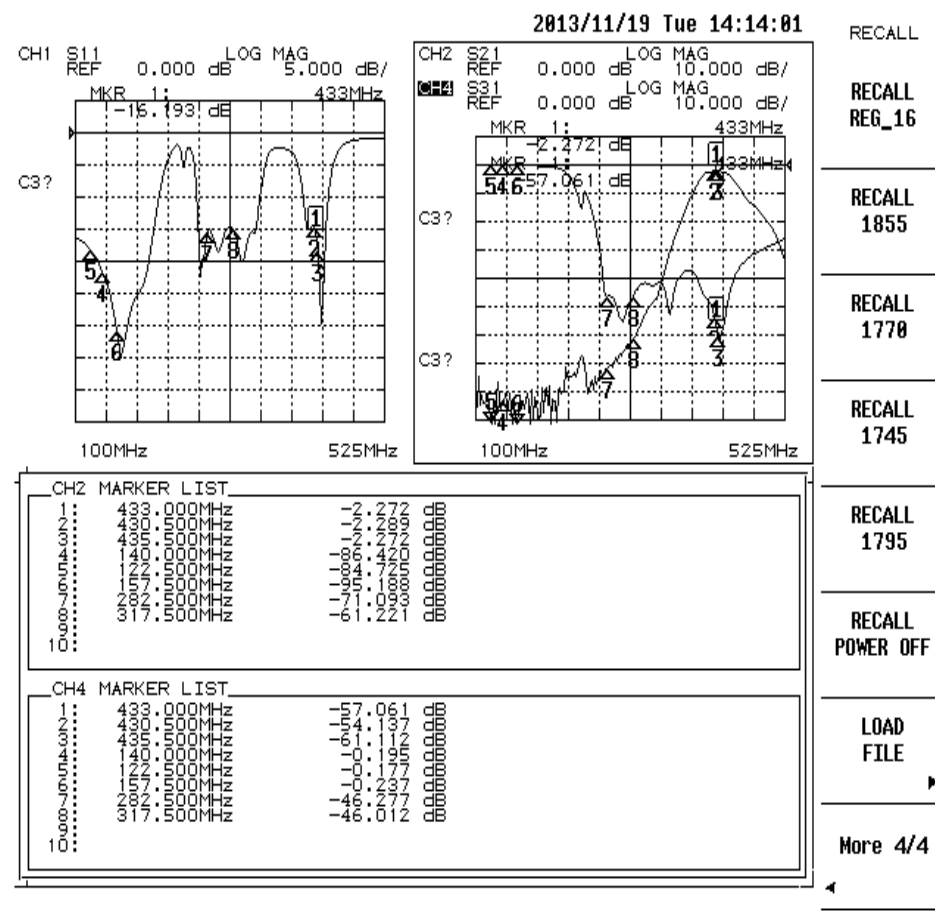 2013/11/19 Tue 14:14:01
CH1 S11 LOG MAG
REF 0.000 dB 5.000 dB/
MKR 1: 433MHz
-16.193 dB
C3?
100MHz 525MHz
CH2 S21 LOG MAG
REF 0.000 dB 10.000 dB/
CH4 S31 LOG MAG
REF 0.000 dB 10.000 dB/
MKR 1: 433MHz
-2.272 dB
MKR 1: 433MHz
-57.061 dB
C3?
C3?
100MHz 525MHz
CH2 MARKER LIST
1: 433.000MHz -2.272 dB
2: 430.500MHz -2.289 dB
3: 435.500MHz -2.272 dB
4: 140.000MHz -86.420 dB
5: 122.500MHz -84.725 dB
6: 157.500MHz -95.188 dB
7: 282.500MHz -71.093 dB
8: 317.500MHz -61.221 dB
9:
10:
CH4 MARKER LIST
1: 433.000MHz -57.061 dB
2: 430.500MHz -54.137 dB
3: 435.500MHz -61.112 dB
4: 140.000MHz -0.195 dB
5: 122.500MHz -0.177 dB
6: 157.500MHz -0.237 dB
7: 282.500MHz -46.277 dB
8: 317.500MHz -46.012 dB
9:
10:
RECALL
RECALL
REG_16
RECALL
1855
RECALL
1770
RECALL
1745
RECALL
1795
RECALL
POWER OFF
LOAD
FILE
More 4/4